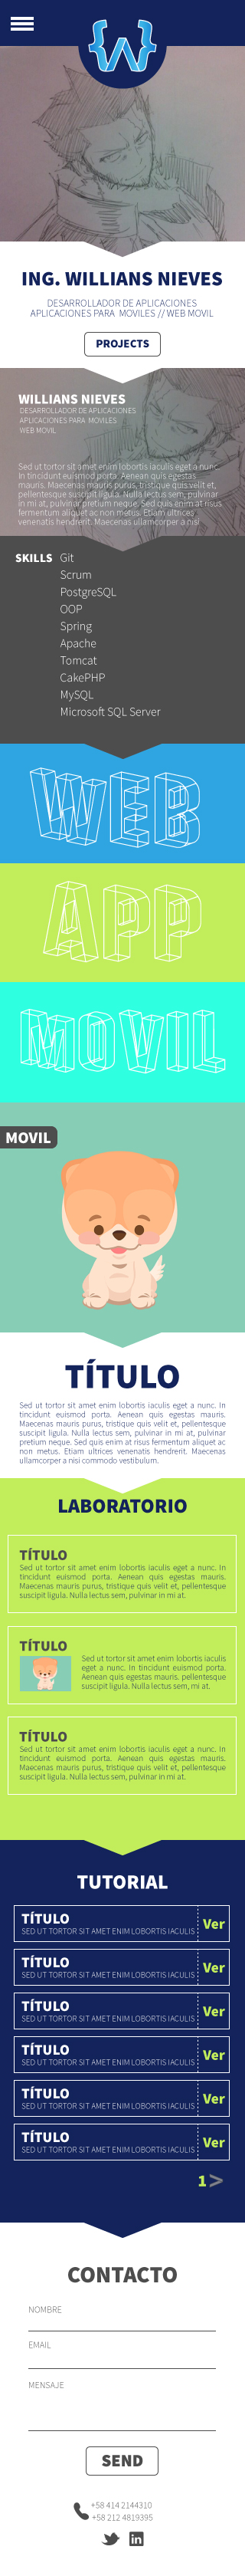 {W}
ING. WILLIANS NIEVES
DESARROLLADOR DE APLICACIONES
APLICACIONES PARA MOVILES // WEB MOVIL
PROJECTS
WILLIANS NIEVES
DESARROLLADOR DE APLICACIONES
APLICACIONES PARA MOVILES
WEB MOVIL
Sed ut tortor sit amet enim lobortis iaculis eget a nunc.
In tincidunt euismod porta. Aenean quis egestas
mauris. Maecenas mauris purus, tristique quis velit et,
pellentesque suscipit ligula. Nulla lectus sem, pulvinar
in mi at, pulvinar pretium neque. Sed quis enim at risus
fermentum aliquet ac non metus. Etiam ultrices
venenatis hendrerit. Maecenas ullamcorper a nisi
SKILLS
Git
Scrum
PostgreSQL
OOP
Spring
Apache
Tomcat
CakePHP
MySQL
Microsoft SQL Server
WEB
APP
MOVIL
MOVIL
TÍTULO
Sed ut tortor sit amet enim lobortis iaculis eget a nunc. In
tincidunt euismod porta. Aenean quis egestas mauris.
Maecenas mauris purus, tristique quis velit et, pellentesque
suscipit ligula. Nulla lectus sem, pulvinar in mi at, pulvinar
pretium neque. Sed quis enim at risus fermentum aliquet ac
non metus. Etiam ultrices venenatis hendrerit. Maecenas
ullamcorper a nisi commodo vestibulum.
LABORATORIO
TÍTULO
Sed ut tortor sit amet enim lobortis iaculis eget a nunc. In
tincidunt euismod porta. Aenean quis egestas mauris.
Maecenas mauris purus, tristique quis velit et, pellentesque
suscipit ligula. Nulla lectus sem, pulvinar in mi at.
TÍTULO
Sed ut tortor sit amet enim lobortis iaculis
eget a nunc. In tincidunt euismod porta.
Aenean quis egestas mauris. pellentesque
suscipit ligula. Nulla lectus sem, mi at.
TÍTULO
Sed ut tortor sit amet enim lobortis iaculis eget a nunc. In
tincidunt euismod porta. Aenean quis egestas mauris.
Maecenas mauris purus, tristique quis velit et, pellentesque
suscipit ligula. Nulla lectus sem, pulvinar in mi at.
TUTORIAL
TÍTULO
SED UT TORTOR SIT AMET ENIM LOBORTIS IACULIS
Ver
TÍTULO
SED UT TORTOR SIT AMET ENIM LOBORTIS IACULIS
Ver
TÍTULO
SED UT TORTOR SIT AMET ENIM LOBORTIS IACULIS
Ver
TÍTULO
SED UT TORTOR SIT AMET ENIM LOBORTIS IACULIS
Ver
TÍTULO
SED UT TORTOR SIT AMET ENIM LOBORTIS IACULIS
Ver
TÍTULO
SED UT TORTOR SIT AMET ENIM LOBORTIS IACULIS
Ver
1 >
CONTACTO
NOMBRE
EMAIL
MENSAJE
SEND
+58 414 2144310
+58 212 4819395
in